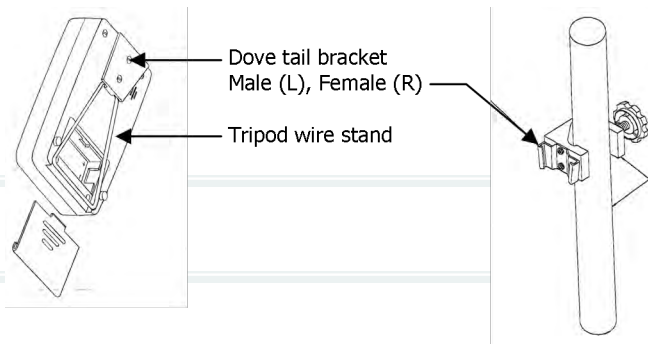 Dove tail bracket
Male (L), Female (R)
Tripod wire stand